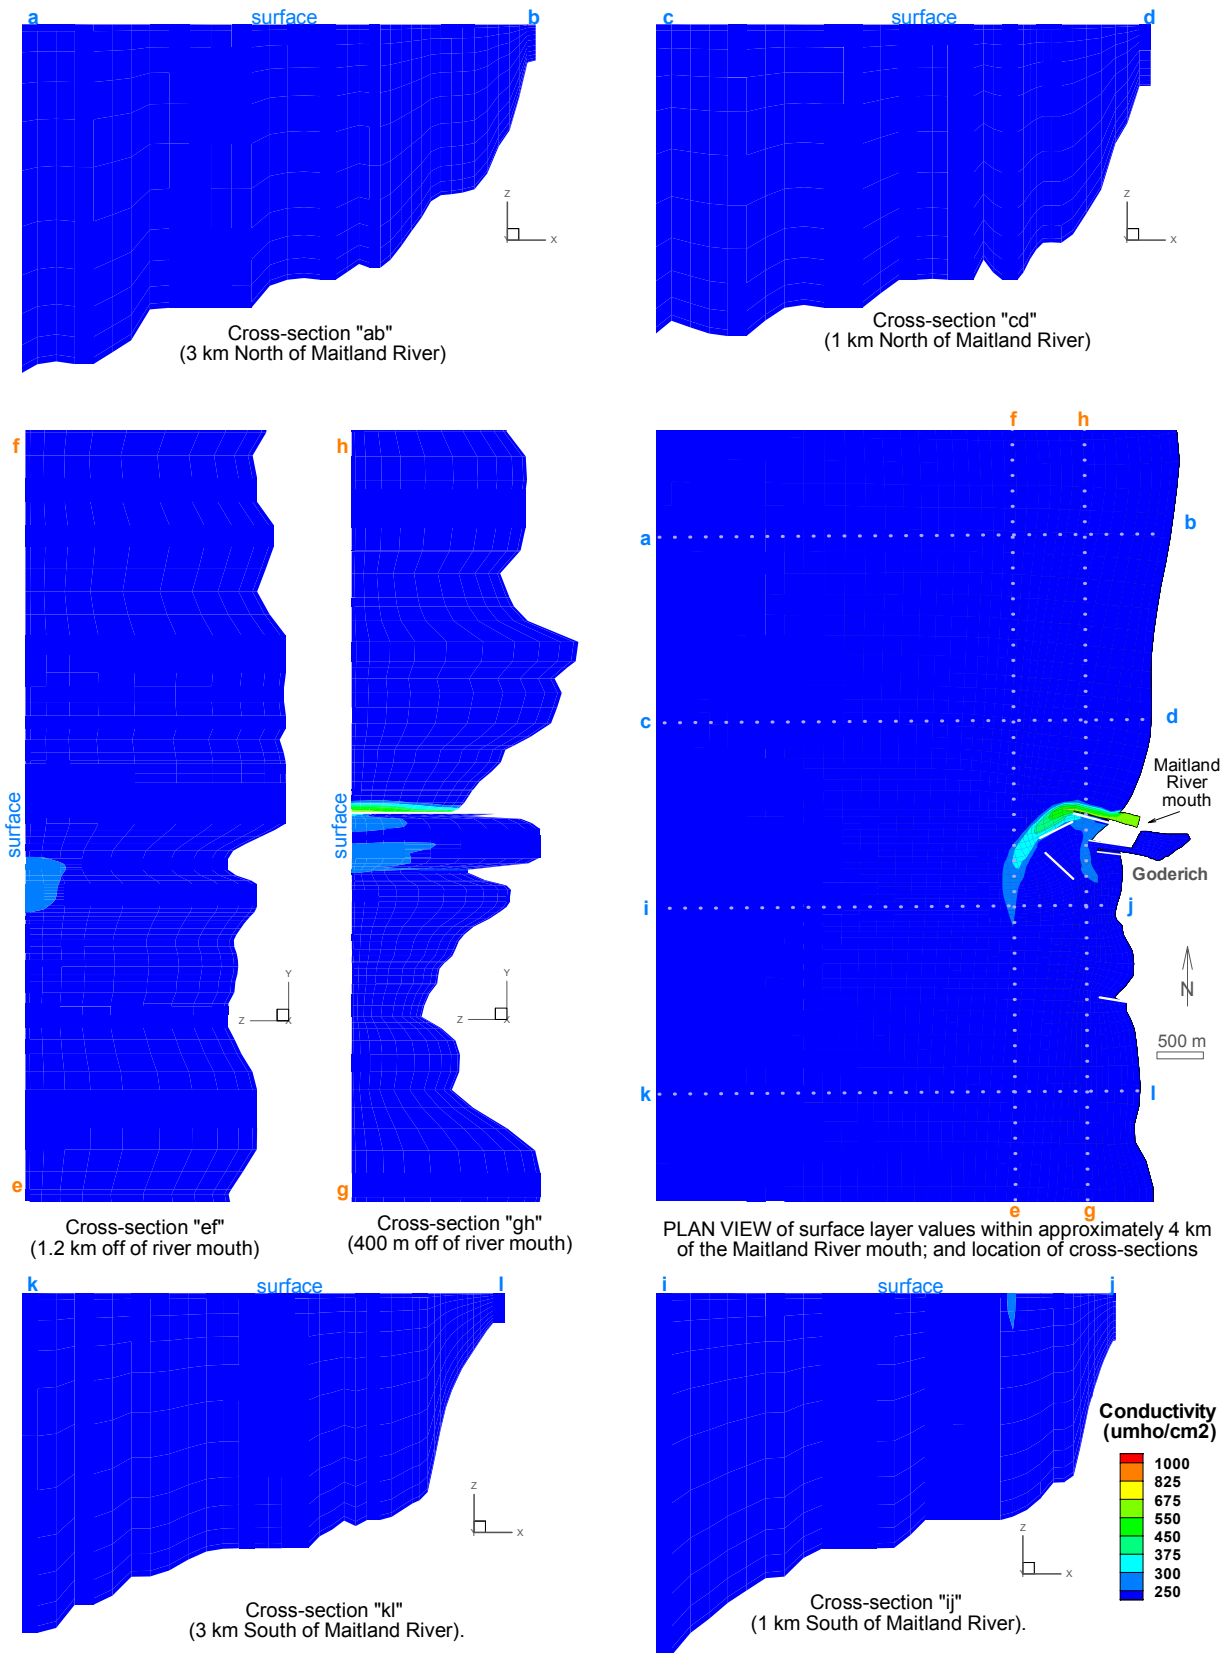 a surface b
c surface d
Z
Y X
Z
Y X
Cross-section "ab"
(3 km North of Maitland River)
Cross-section "cd"
(1 km North of Maitland River)
f
surface
e
Y
Z X
Cross-section "ef"
(1.2 km off of river mouth)
h
surface
g
Y
Z X
Cross-section "gh"
(400 m off of river mouth)
f h
a b
c d
Maitland
River
mouth
Goderich
i j
N
500 m
k l
e g
PLAN VIEW of surface layer values within approximately 4 km
of the Maitland River mouth; and location of cross-sections
k surface l
Z
Y X
Cross-section "kl"
(3 km South of Maitland River).
i surface j
Z
Y X
Cross-section "ij"
(1 km South of Maitland River).
Conductivity
(umho/cm2)
1000
825
675
550
450
375
300
250